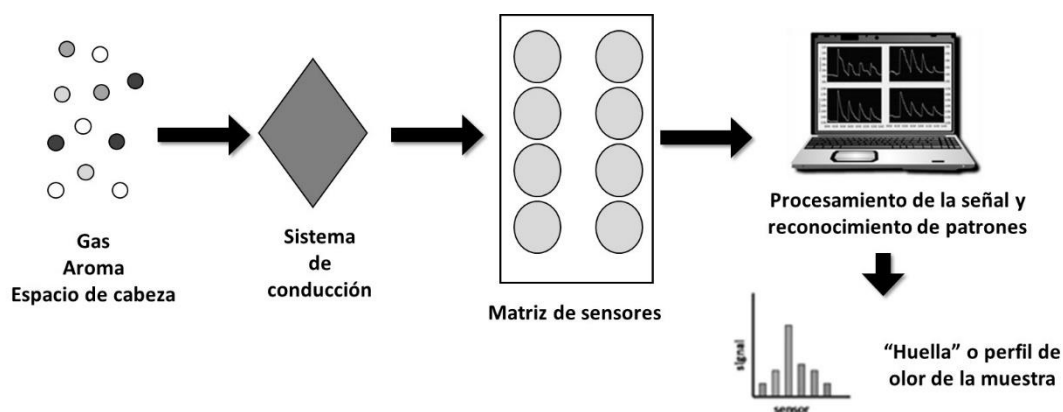 Gas
Aroma
Espacio de cabeza
Sistema
de
conducción
Matriz de sensores
Procesamiento de la señal y
reconocimiento de patrones
signal
sensor
“Huella” o perfil de
olor de la muestra